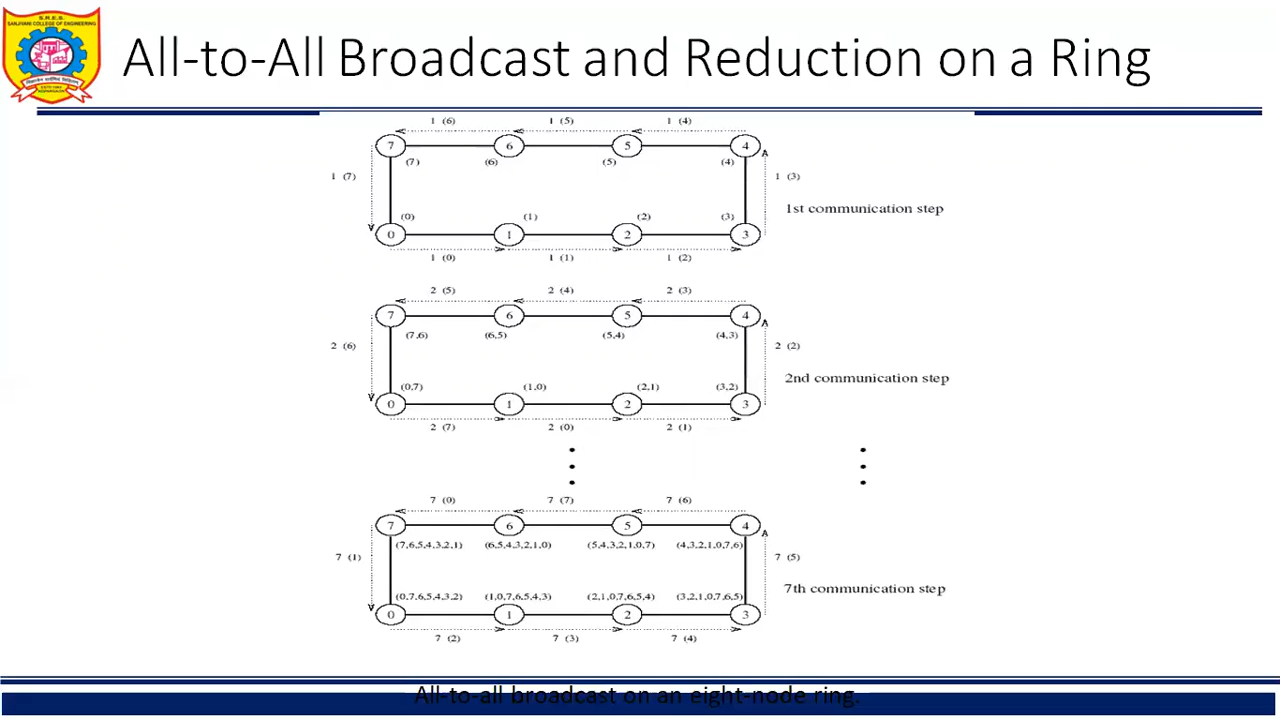 S.R.E.S.
SANJIVANI COLLEGE OF ENGINEERING
All-to-All Broadcast and Reduction on a Ring
1 (6) 1 (5) 1 (4)
7 6 5 4
(7) (6) (5) (4)
1 (7) 1 (3)
1st communication step
(0) (1) (2) (3)
0 1 2 3
1 (0) 1 (1) 1 (2)
2 (5) 2 (4) 2 (3)
7 6 5 4
(7,6) (6,5) (5,4) (4,3)
2 (6) 2 (2)
2nd communication step
(0,7) (1,0) (2,1) (3,2)
0 1 2 3
2 (7) 2 (0) 2 (1)
7 (0) 7 (7) 7 (6)
7 6 5 4
(7,6,5,4,3,2,1) (6,5,4,3,2,1,0) (5,4,3,2,1,0,7) (4,3,2,1,0,7,6)
7 (1) 7 (5)
7th communication step
(0,7,6,5,4,3,2) (1,0,7,6,5,4,3) (2,1,0,7,6,5,4) (3,2,1,0,7,6,5)
0 1 2 3
7 (2) 7 (3) 7 (4)
All-to-all broadcast on an eight-node ring.